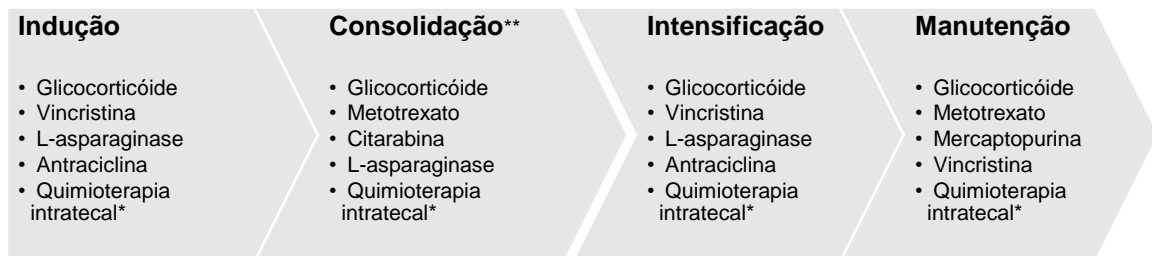 Indução
• Glicocorticóide
• Vincristina
• L-asparaginase
• Antraciclina
• Quimioterapia
intratecal*
Consolidação**
• Glicocorticóide
• Metotrexato
• Citarabina
• L-asparaginase
• Quimioterapia
intratecal*
Intensificação
• Glicocorticóide
• Vincristina
• L-asparaginase
• Antraciclina
• Quimioterapia
intratecal*
Manutenção
• Glicocorticóide
• Metotrexato
• Mercaptopurina
• Vincristina
• Quimioterapia
intratecal*